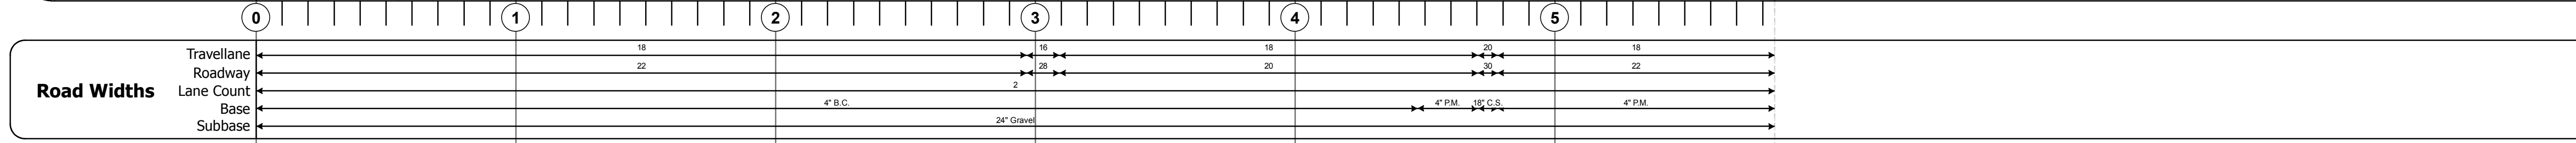 0 1 2 3 4 5
Road Widths
Travellane 18 16 18 20 18
Roadway 22 28 20 30 22
Lane Count 2
Base 4" B.C. 4" P.M. 18" C.S. 4" P.M.
Subbase 24" Gravel